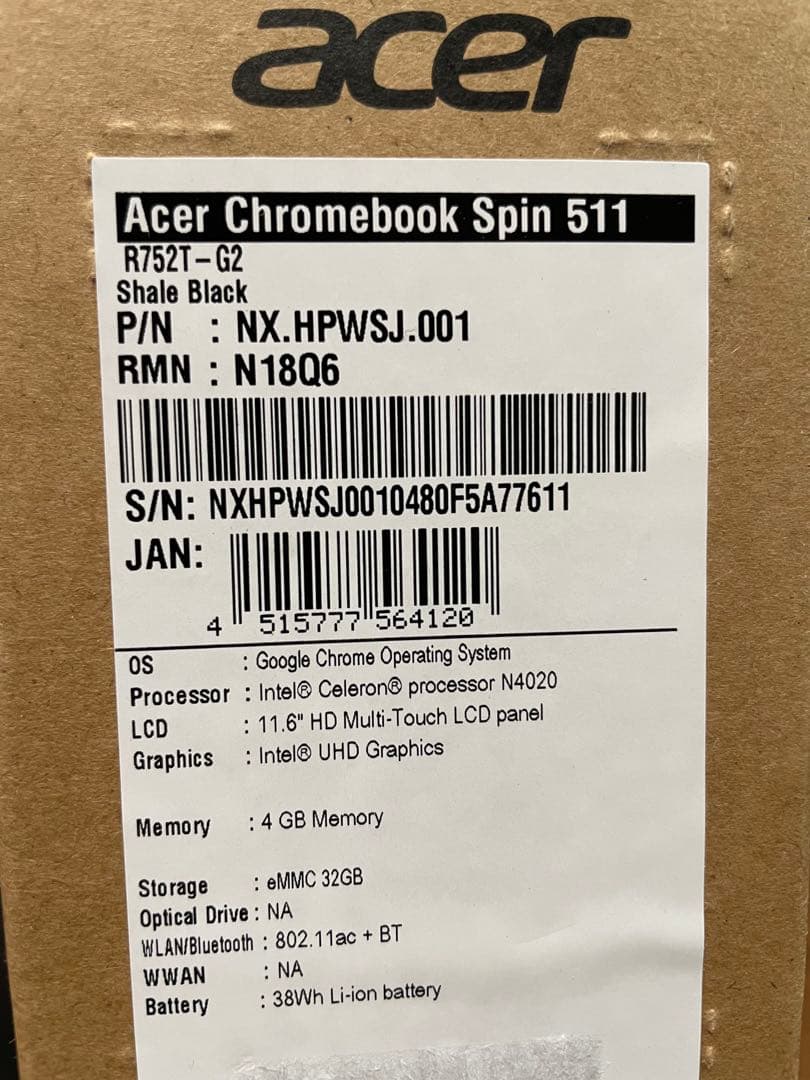 acer
Acer Chromebook Spin 511
R752T-G2
Shale Black
P/N : NX.HPWSJ.001
RMN : N18Q6
S/N: NXHPWSJ0010480F5A77611
JAN:
4 515777 564120
OS : Google Chrome Operating System
Processor : Intel® Celeron® processor N4020
LCD : 11.6" HD Multi-Touch LCD panel
Graphics : Intel® UHD Graphics
Memory : 4 GB Memory
Storage : eMMC 32GB
Optical Drive : NA
WLAN/Bluetooth : 802.11ac + BT
WWAN : NA
Battery : 38Wh Li-ion battery